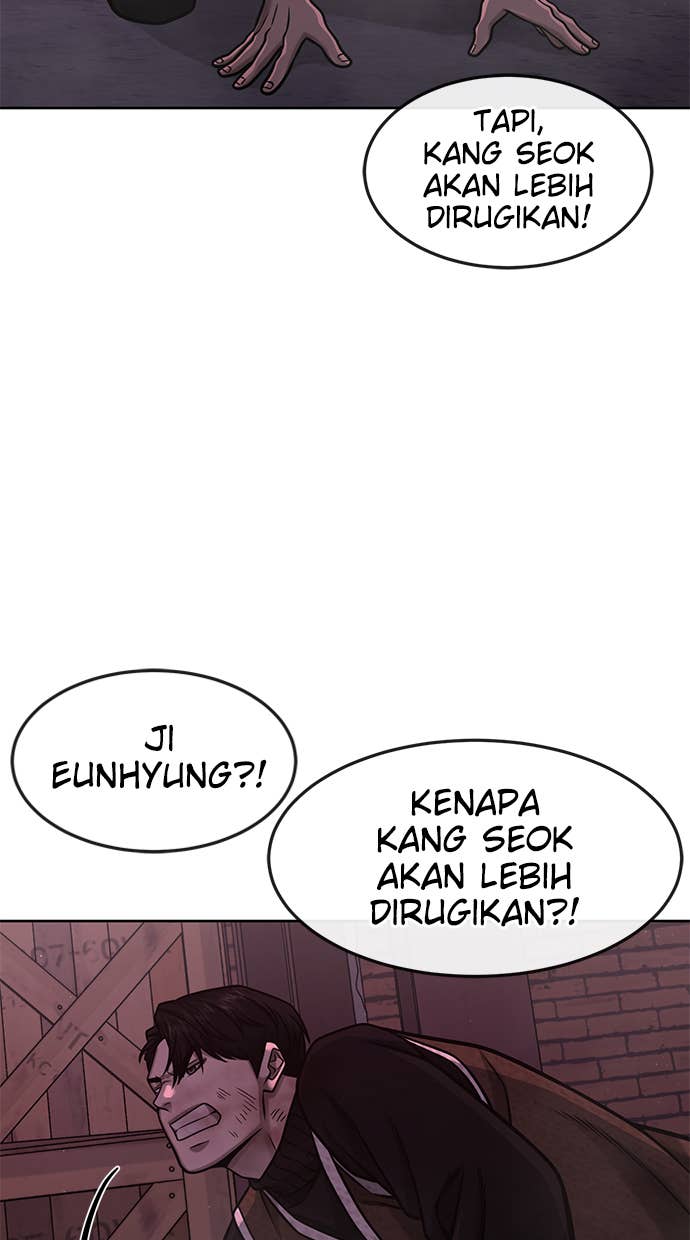 TAPI,
KANG SEOK
AKAN LEBIH
DIRUGIKAN!
JI
EUNHYUNG?!
KENAPA
KANG SEOK
AKAN LEBIH
DIRUGIKAN?!